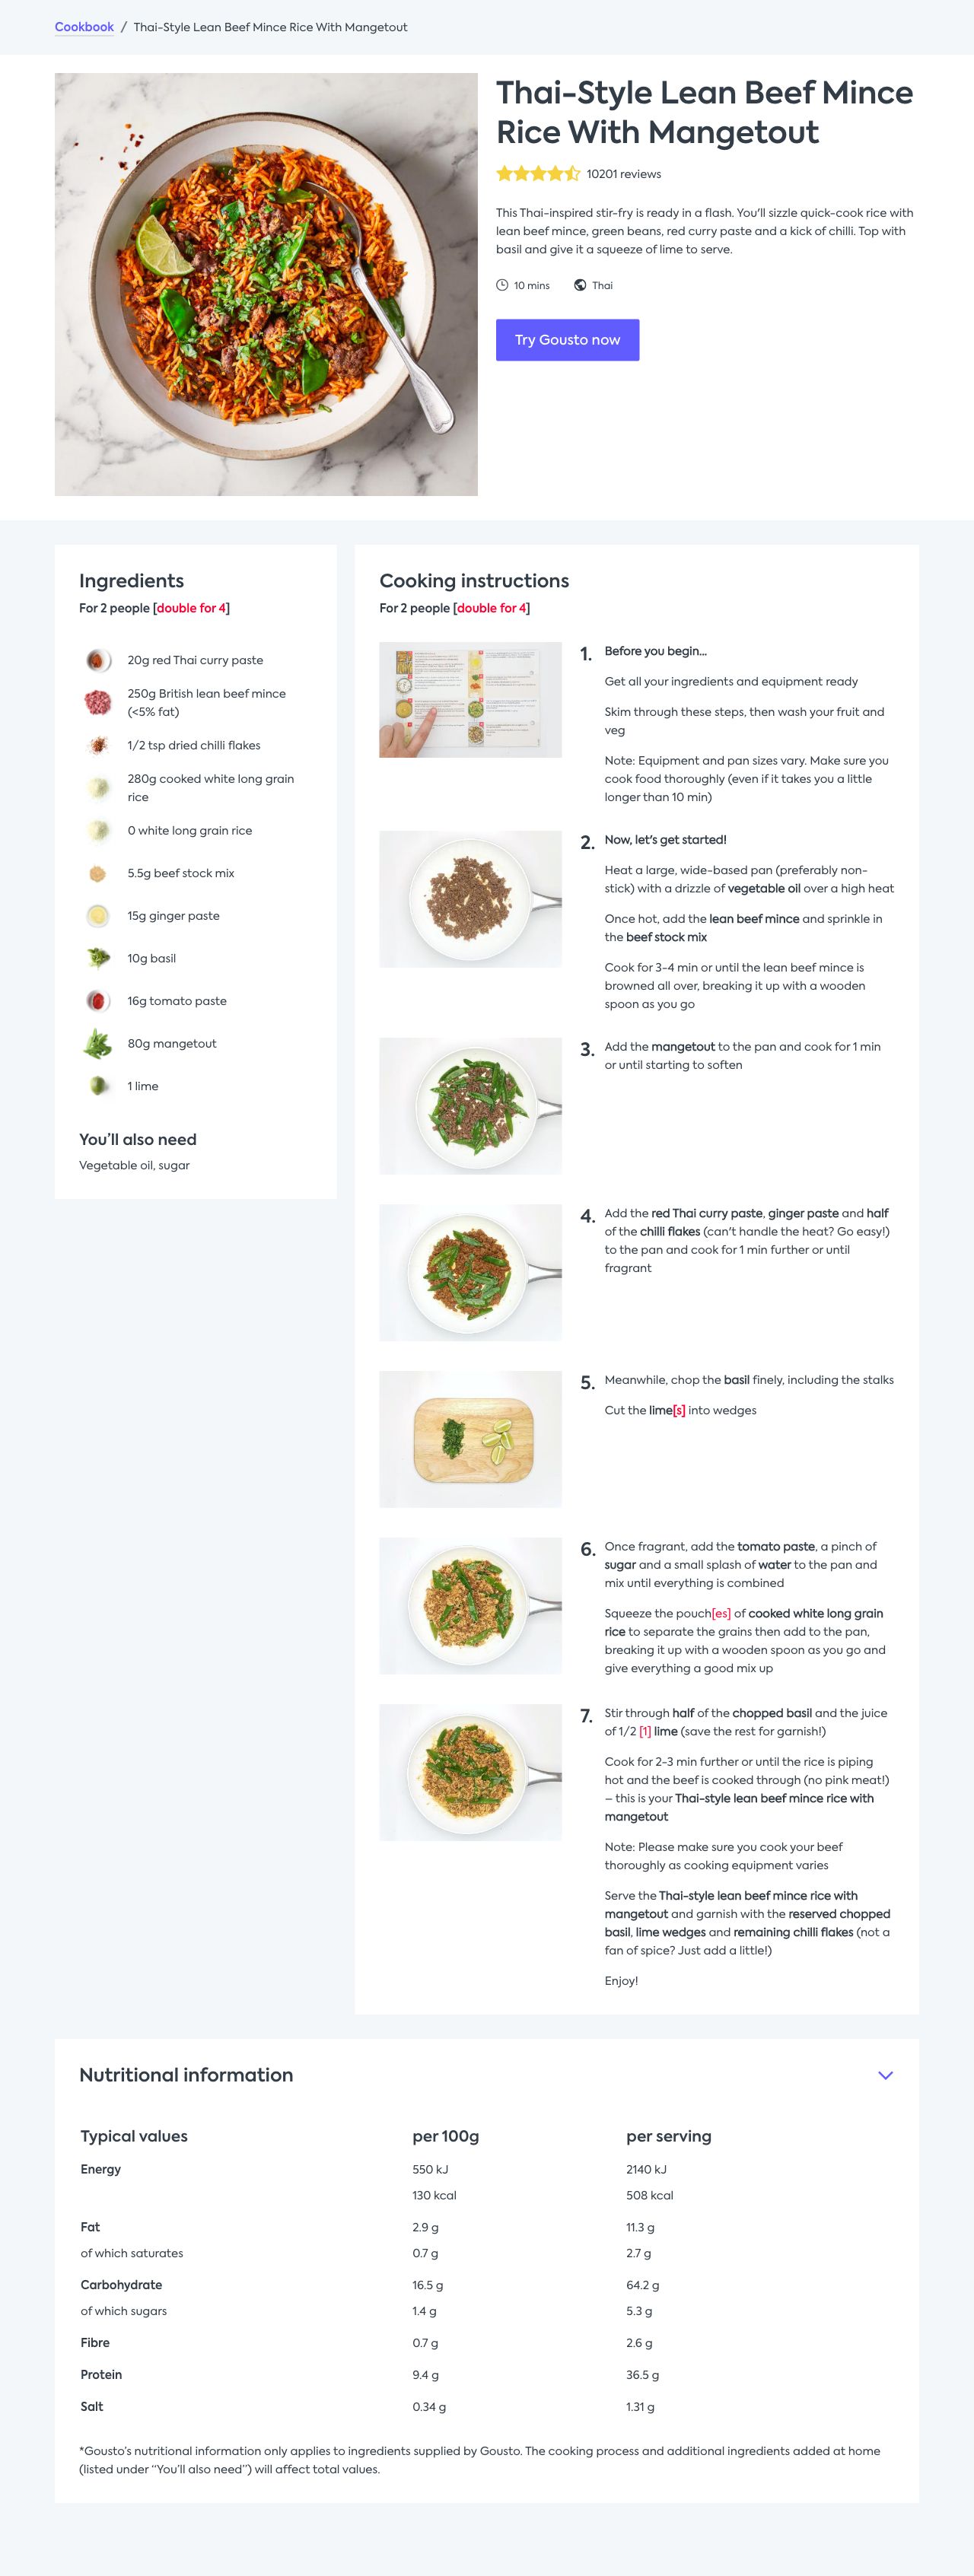 Cookbook / Thai-Style Lean Beef Mince Rice With Mangetout
Thai-Style Lean Beef Mince
Rice With Mangetout
10201 reviews
This Thai-inspired stir-fry is ready in a flash. You'll sizzle quick-cook rice with
lean beef mince, green beans, red curry paste and a kick of chilli. Top with
basil and give it a squeeze of lime to serve.
10 mins Thai
Try Gousto now
Ingredients
For 2 people [double for 4]
20g red Thai curry paste
250g British lean beef mince
(<5% fat)
1/2 tsp dried chilli flakes
280g cooked white long grain
rice
0 white long grain rice
5.5g beef stock mix
15g ginger paste
10g basil
16g tomato paste
80g mangetout
1 lime
You'll also need
Vegetable oil, sugar
Cooking instructions
For 2 people [double for 4]
1. Before you begin...
Get all your ingredients and equipment ready
Skim through these steps, then wash your fruit and
veg
Note: Equipment and pan sizes vary. Make sure you
cook food thoroughly (even if it takes you a little
longer than 10 min)
2. Now, let's get started!
Heat a large, wide-based pan (preferably non-
stick) with a drizzle of vegetable oil over a high heat
Once hot, add the lean beef mince and sprinkle in
the beef stock mix
Cook for 3-4 min or until the lean beef mince is
browned all over, breaking it up with a wooden
spoon as you go
3. Add the mangetout to the pan and cook for 1 min
or until starting to soften
4. Add the red Thai curry paste, ginger paste and half
of the chilli flakes (can't handle the heat? Go easy!)
to the pan and cook for 1 min further or until
fragrant
5. Meanwhile, chop the basil finely, including the stalks
Cut the lime[s] into wedges
6. Once fragrant, add the tomato paste, a pinch of
sugar and a small splash of water to the pan and
mix until everything is combined
Squeeze the pouch[es] of cooked white long grain
rice to separate the grains then add to the pan,
breaking it up with a wooden spoon as you go and
give everything a good mix up
7. Stir through half of the chopped basil and the juice
of 1/2 [1] lime (save the rest for garnish!)
Cook for 2-3 min further or until the rice is piping
hot and the beef is cooked through (no pink meat!)
– this is your Thai-style lean beef mince rice with
mangetout
Note: Please make sure you cook your beef
thoroughly as cooking equipment varies
Serve the Thai-style lean beef mince rice with
mangetout and garnish with the reserved chopped
basil, lime wedges and remaining chilli flakes (not a
fan of spice? Just add a little!)
Enjoy!
Nutritional information
Typical values per 100g per serving
Energy 550 kJ 2140 kJ
130 kcal 508 kcal
Fat 2.9 g 11.3 g
of which saturates 0.7 g 2.7 g
Carbohydrate 16.5 g 64.2 g
of which sugars 1.4 g 5.3 g
Fibre 0.7 g 2.6 g
Protein 9.4 g 36.5 g
Salt 0.34 g 1.31 g
*Gousto's nutritional information only applies to ingredients supplied by Gousto. The cooking process and additional ingredients added at home
(listed under "You'll also need") will affect total values.